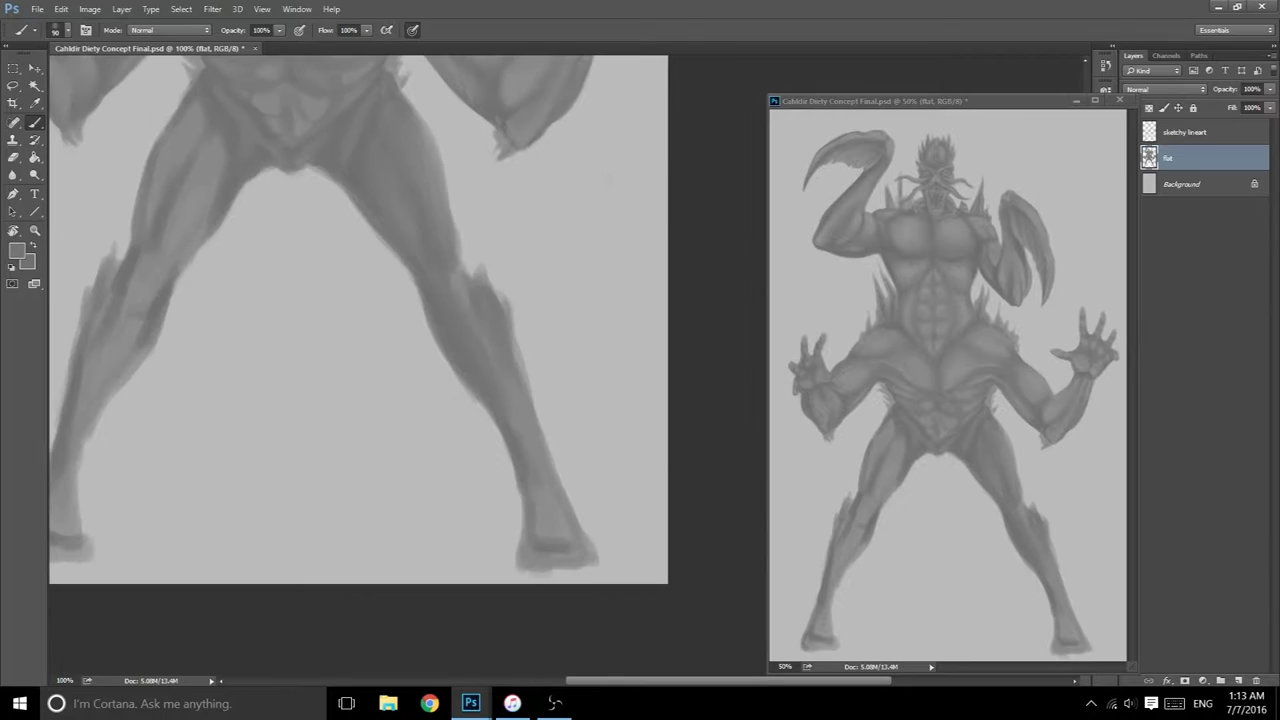 Ps File Edit Image Layer Type Select Filter 3D View Window Help
90 Mode: Normal Opacity: 100% Flow: 100% Essentials
Cahldir Diety Concept Final.psd @ 100% (flat, RGB/8) *
Layers Channels Paths
Kind
Normal Opacity: 100%
Cahldir Diety Concept Final.psd @ 50% (flat, RGB/8) *
Fill: 100%
sketchy lineart
flat
Background
50% Doc: 5.08M/13.4M
100% Doc: 5.08M/13.4M
I'm Cortana. Ask me anything.
Ps
ENG
1:13 AM
7/7/2016